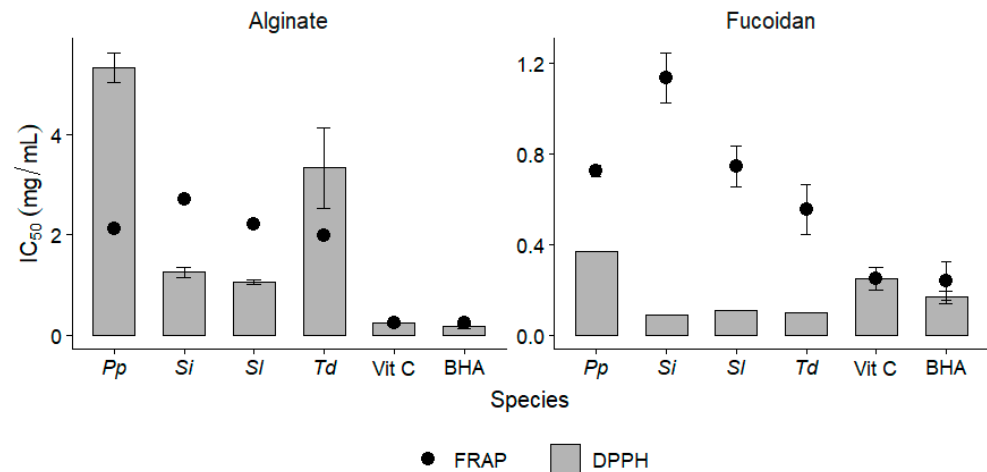 Alginate
Fucoidan
IC50 (mg/mL)
4
2
0
1.2
0.8
0.4
0.0
Pp Si Sl Td Vit C BHA
Pp Si Sl Td Vit C BHA
Species
FRAP DPPH